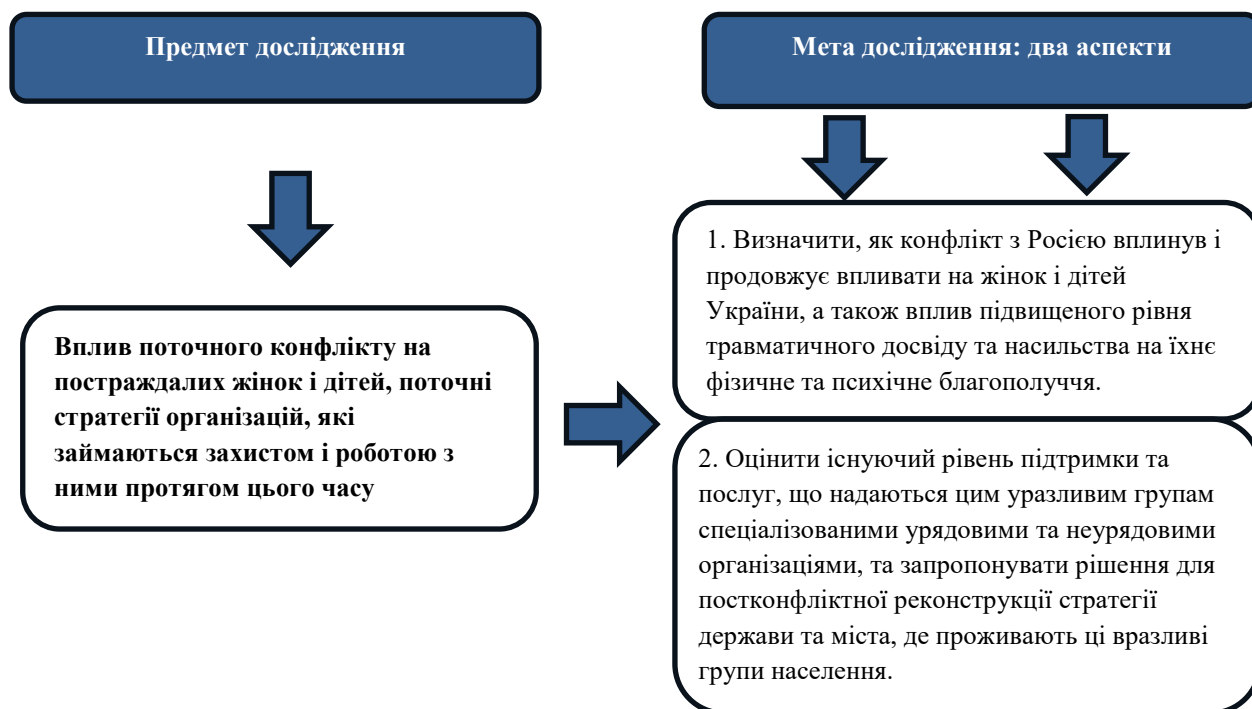 Предмет дослідження
Мета дослідження: два аспекти
Вплив поточного конфлікту на
постраждалих жінок і дітей, поточні
стратегії організацій, які
займаються захистом і роботою з
ними протягом цього часу
1. Визначити, як конфлікт з Росією вплинув і
продовжує впливати на жінок і дітей
України, а також вплив підвищеного рівня
травматичного досвіду та насильства на їхнє
фізичне та психічне благополуччя.
2. Оцінити існуючий рівень підтримки та
послуг, що надаються цим уразливим групам
спеціалізованими урядовими та неурядовими
організаціями, та запропонувати рішення для
постконфліктної реконструкції стратегії
держави та міста, де проживають ці вразливі
групи населення.